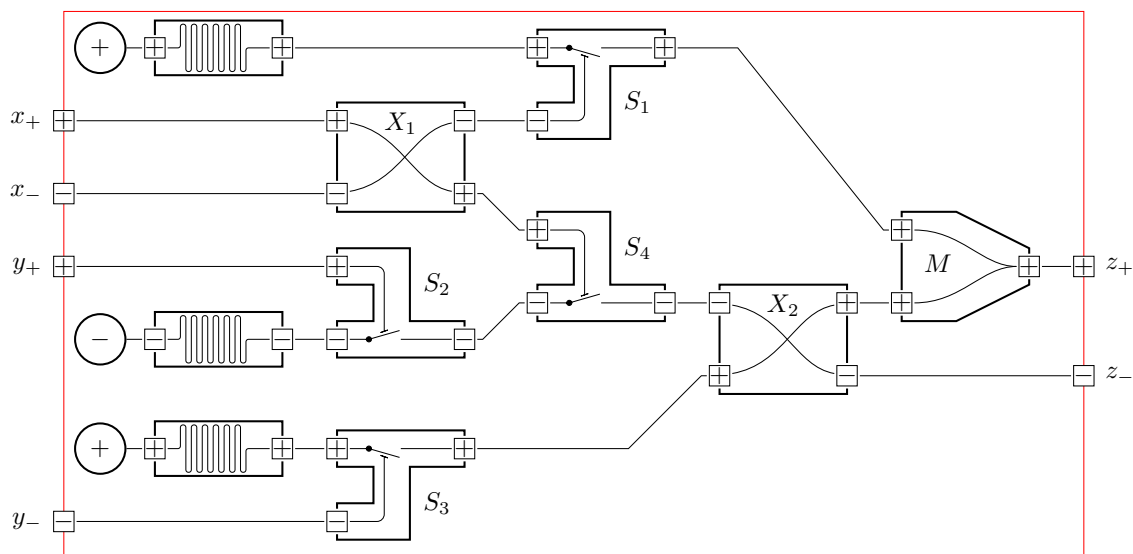 + + + + +
S₁
x₊ + + X₁ − −
x₋ − − +
+ S₄ + M
y₊ + + S₂ + + z₊
− − X₂ + +
− − − − −
+ − − z₋
+ + + + +
S₃
y₋ − −